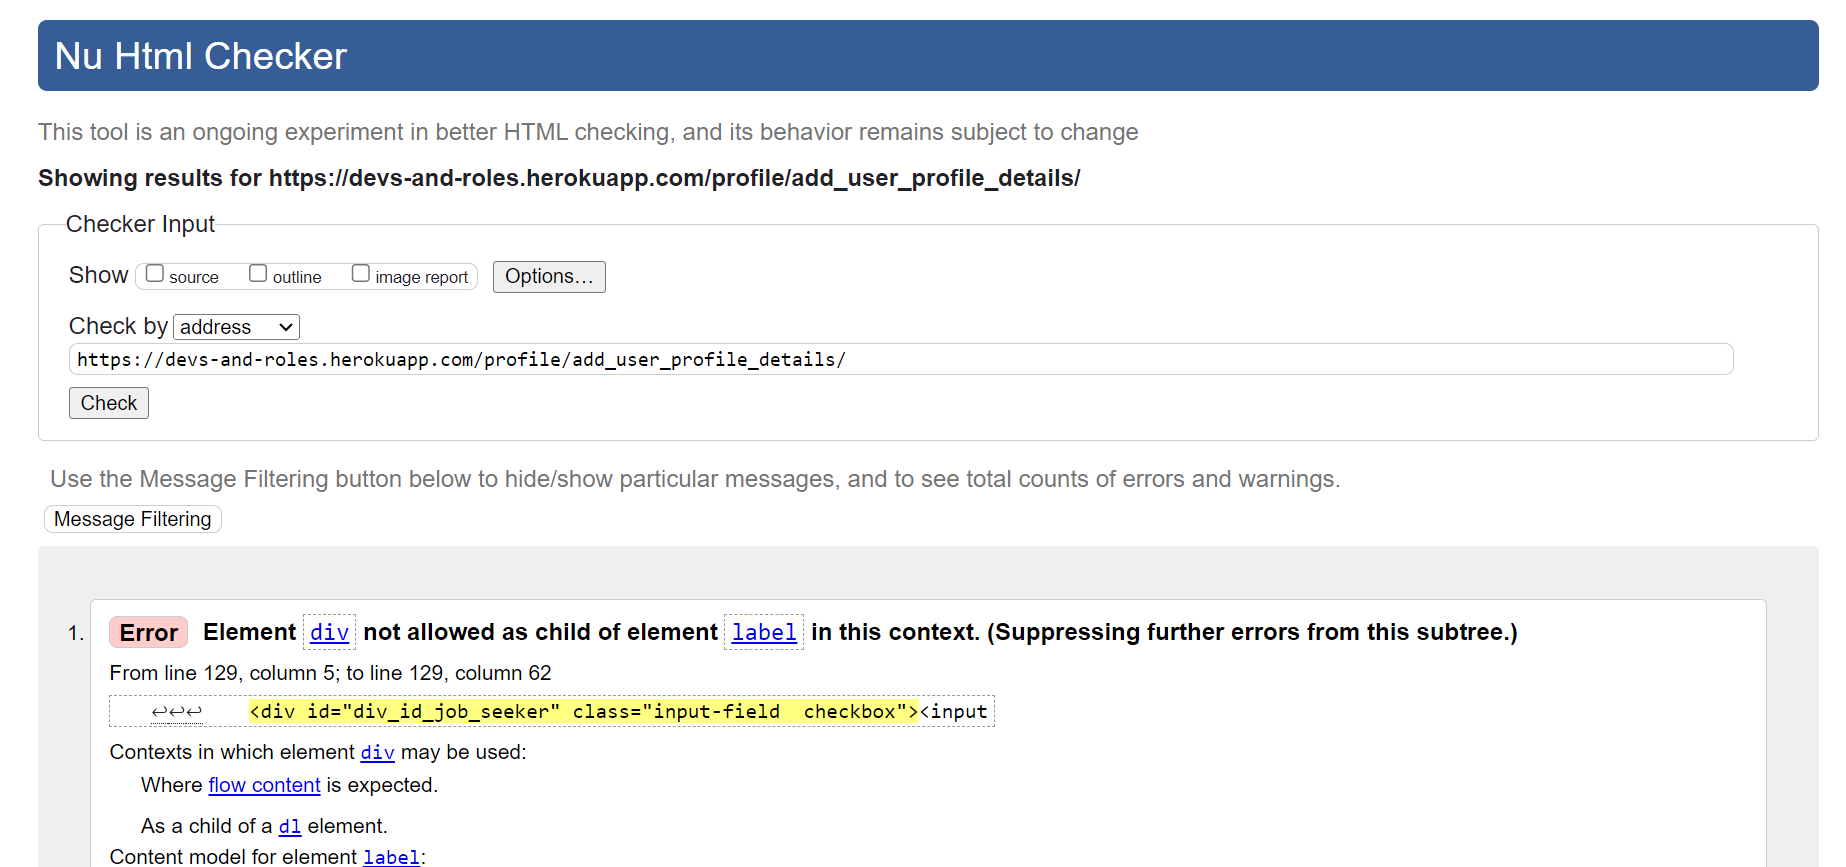 Nu Html Checker
This tool is an ongoing experiment in better HTML checking, and its behavior remains subject to change
Showing results for https://devs-and-roles.herokuapp.com/profile/add_user_profile_details/
Checker Input
Show source outline image report Options...
Check by address
https://devs-and-roles.herokuapp.com/profile/add_user_profile_details/
Check
Use the Message Filtering button below to hide/show particular messages, and to see total counts of errors and warnings.
Message Filtering
1. Error Element div not allowed as child of element label in this context. (Suppressing further errors from this subtree.)
From line 129, column 5; to line 129, column 62
↩↩↩    <div id="div_id_job_seeker" class="input-field  checkbox"><input
Contexts in which element div may be used:
Where flow content is expected.
As a child of a dl element.
Content model for element label: